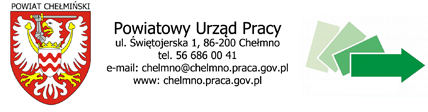 POWIAT CHEŁMIŃSKI
Powiatowy Urząd Pracy
ul. Świętojerska 1, 86-200 Chełmno
tel. 56 686 00 41
e-mail: chelmno@chelmno.praca.gov.pl
www: chelmno.praca.gov.pl